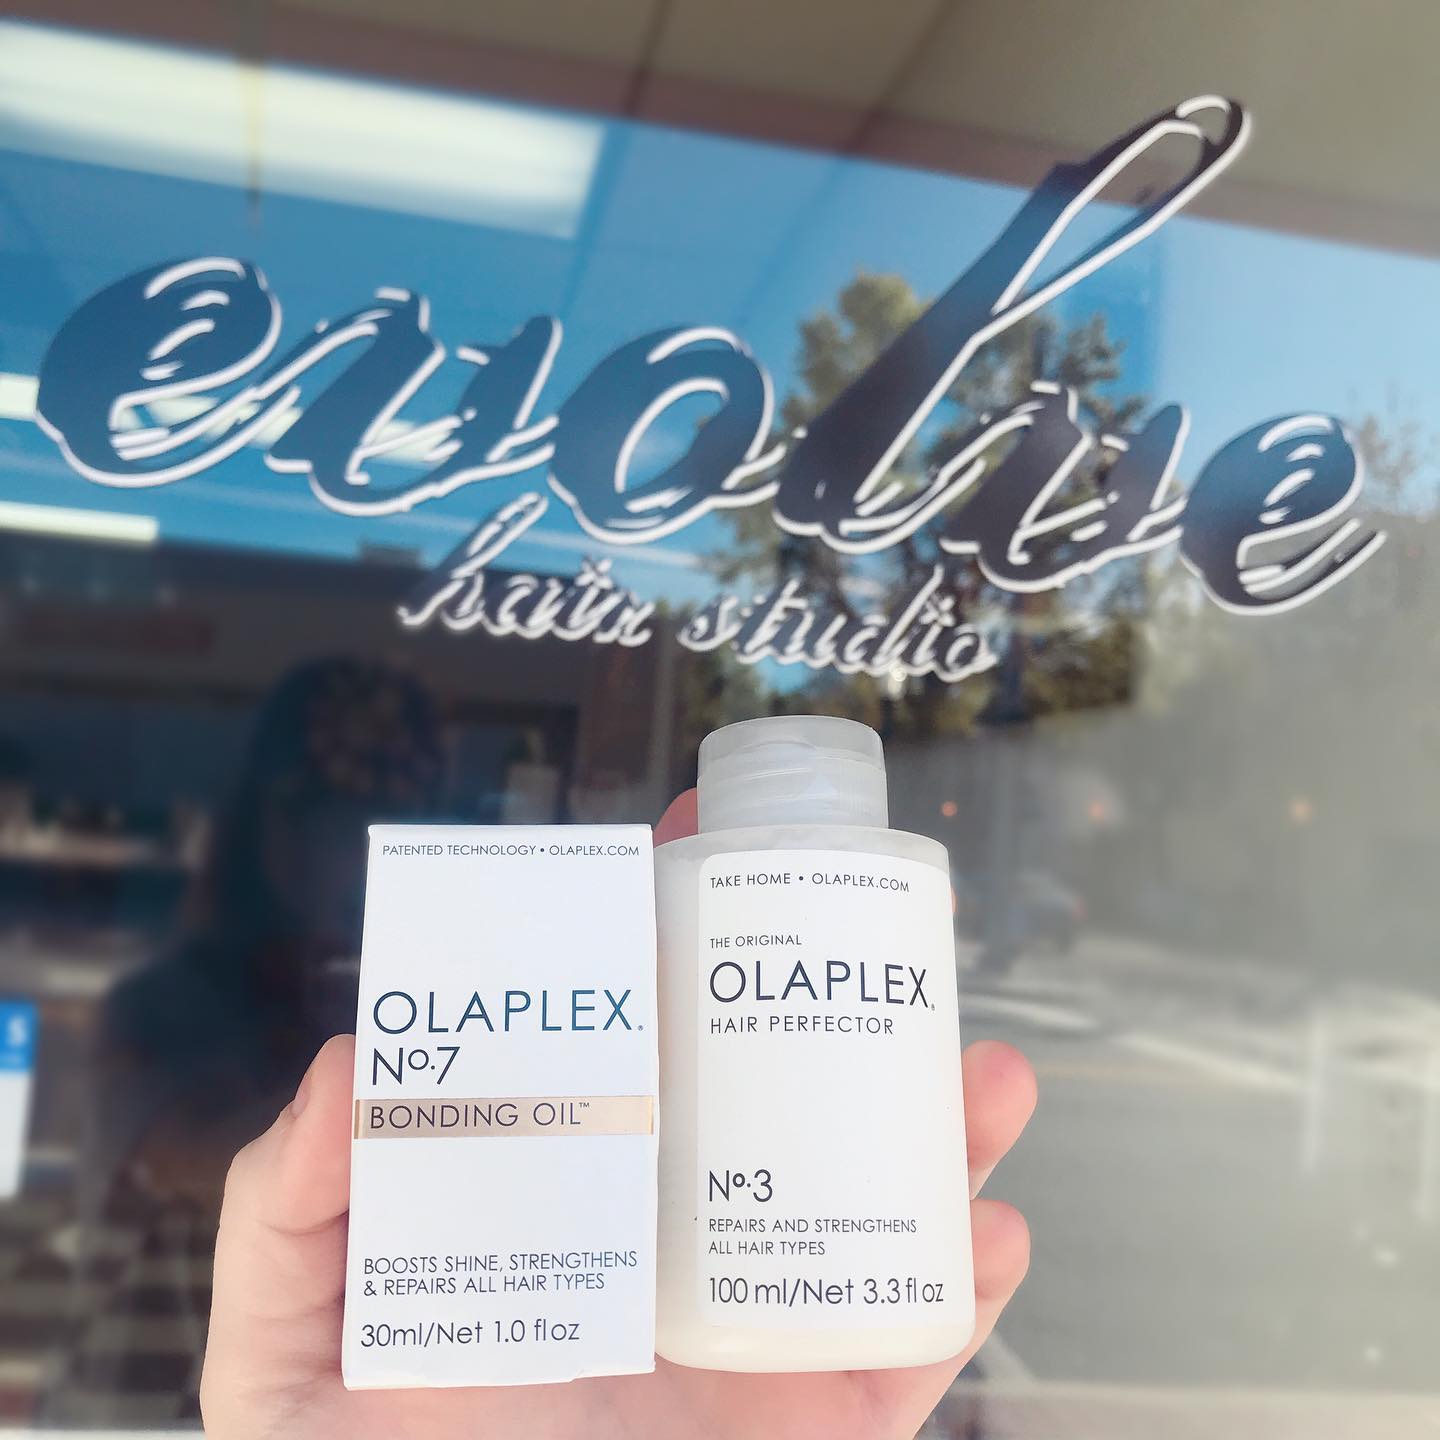 evolve
hair studio
PATENTED TECHNOLOGY • OLAPLEX.COM
OLAPLEX®
Nº.7
BONDING OIL™
BOOSTS SHINE, STRENGTHENS
& REPAIRS ALL HAIR TYPES
30ml/Net 1.0 fl oz
TAKE HOME • OLAPLEX.COM
THE ORIGINAL
OLAPLEX®
HAIR PERFECTOR
Nº.3
REPAIRS AND STRENGTHENS
ALL HAIR TYPES
100 ml/Net 3.3 fl oz